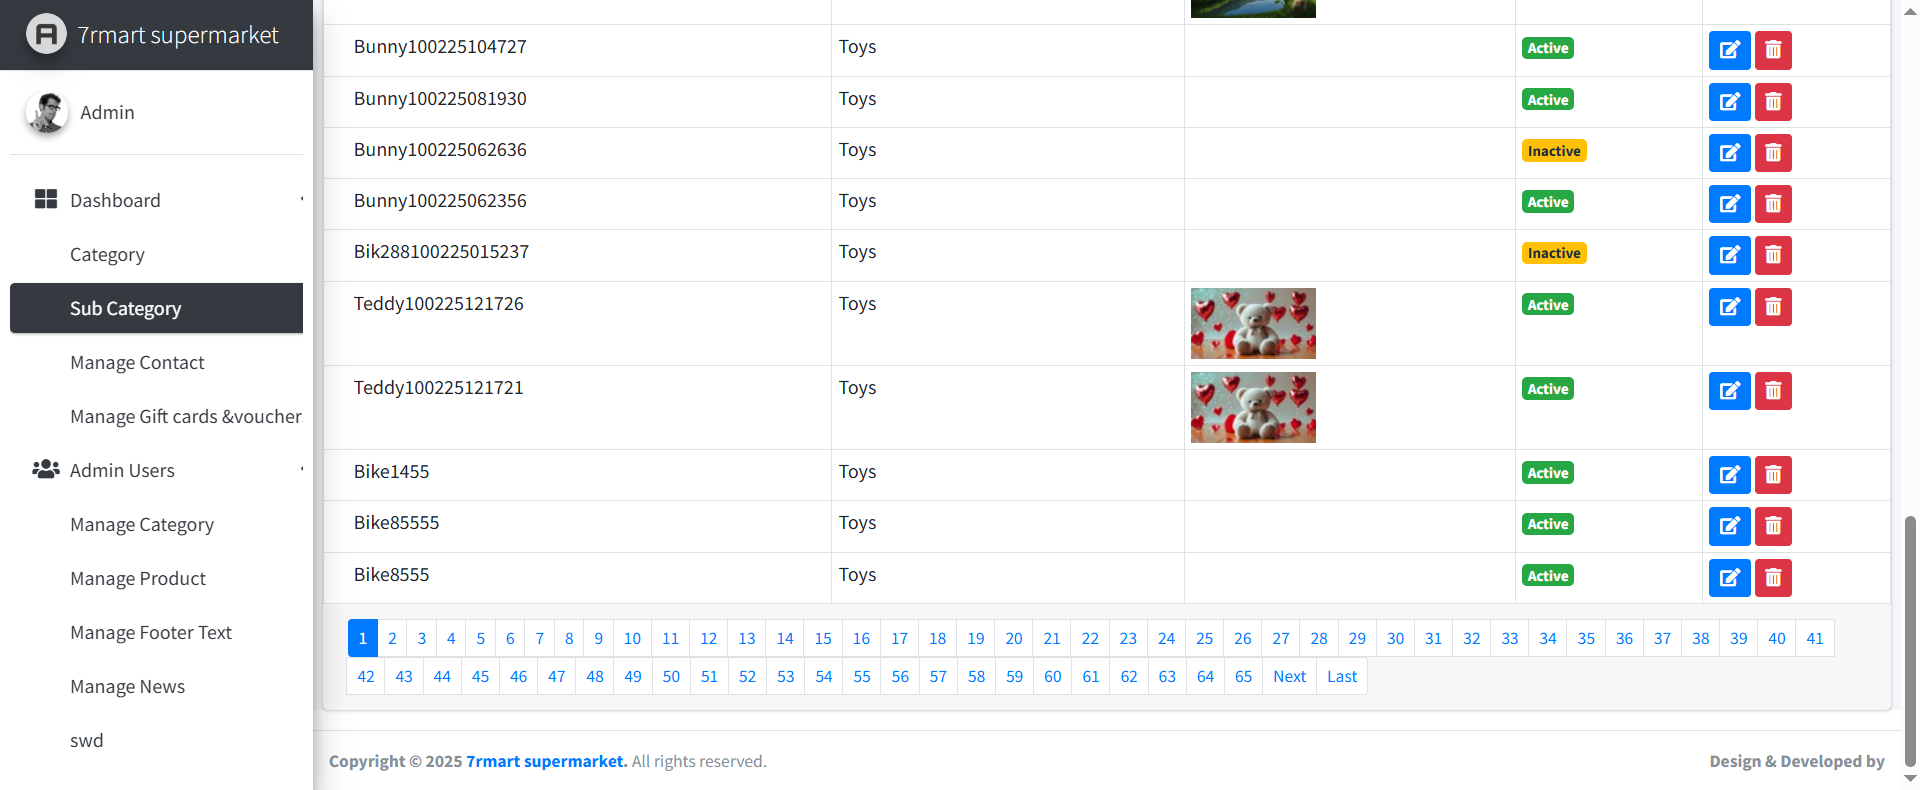 7rmart supermarket
Admin
Dashboard
Category
Sub Category
Manage Contact
Manage Gift cards &voucher
Admin Users
Manage Category
Manage Product
Manage Footer Text
Manage News
swd
Bunny100225104727 Toys Active
Bunny100225081930 Toys Active
Bunny100225062636 Toys Inactive
Bunny100225062356 Toys Active
Bik288100225015237 Toys Inactive
Teddy100225121726 Toys Active
Teddy100225121721 Toys Active
Bike1455 Toys Active
Bike85555 Toys Active
Bike8555 Toys Active
1 2 3 4 5 6 7 8 9 10 11 12 13 14 15 16 17 18 19 20 21 22 23 24 25 26 27 28 29 30 31 32 33 34 35 36 37 38 39 40 41
42 43 44 45 46 47 48 49 50 51 52 53 54 55 56 57 58 59 60 61 62 63 64 65 Next Last
Copyright © 2025 7rmart supermarket. All rights reserved. Design & Developed by